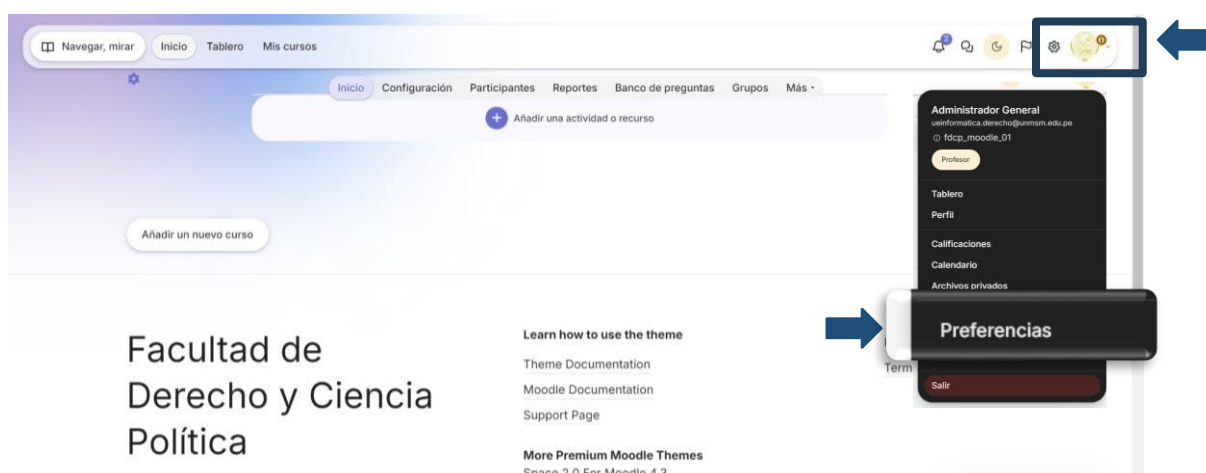 Navegar, mirar Inicio Tablero Mis cursos
2
Inicio Configuración Participantes Reportes Banco de preguntas Grupos Más
Añadir una actividad o recurso
Administrador General
ueinformatica.derecho@unmsm.edu.pe
fdcp_moodle_01
Profesor
Tablero
Perfil
Calificaciones
Calendario
Archivos privados
Preferencias
Salir
Añadir un nuevo curso
Facultad de
Derecho y Ciencia
Política
Learn how to use the theme
Theme Documentation
Moodle Documentation
Support Page
More Premium Moodle Themes
Space 2.0 For Moodle 4.3
Term